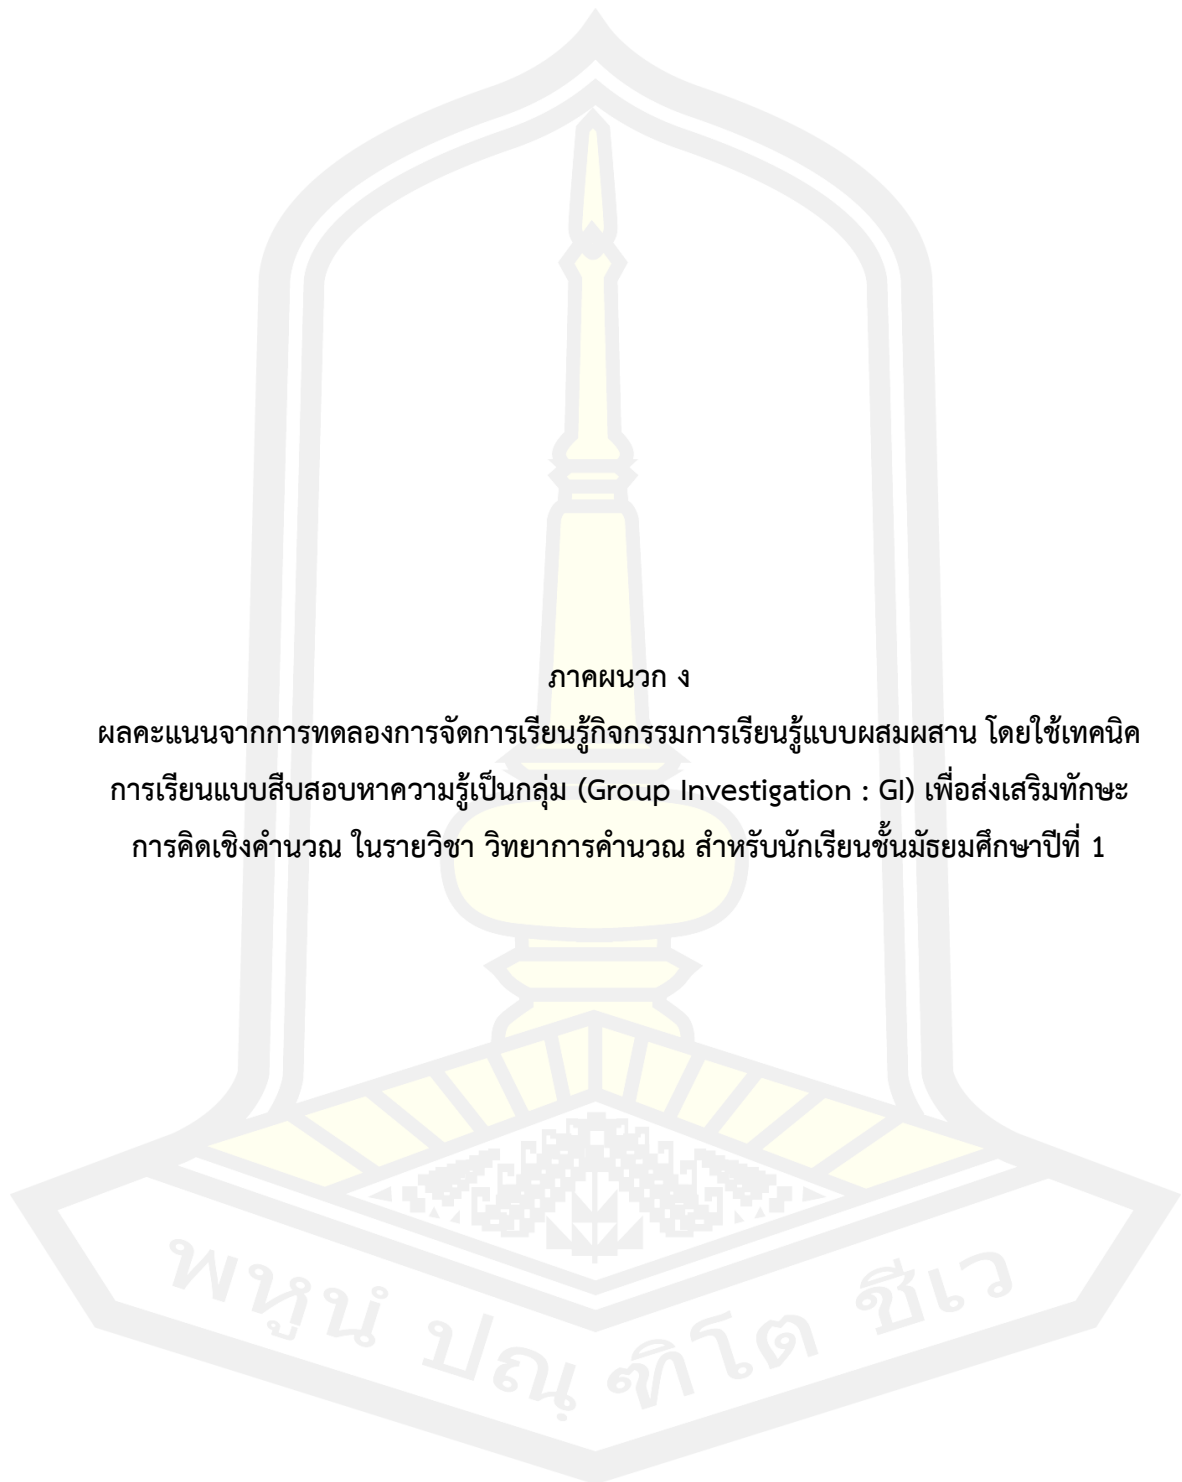 ภาคผนวก ง
ผลคะแนนจากการทดลองการจัดการเรียนรู้กิจกรรมการเรียนรู้แบบผสมผสาน โดยใช้เทคนิค
การเรียนแบบสืบสอบหาความรู้เป็นกลุ่ม (Group Investigation : GI) เพื่อส่งเสริมทักษะ
การคิดเชิงคำนวณ ในรายวิชา วิทยาการคำนวณ สำหรับนักเรียนชั้นมัธยมศึกษาปีที่ 1
พหูนํ ปณฺฑิโต ชีเว